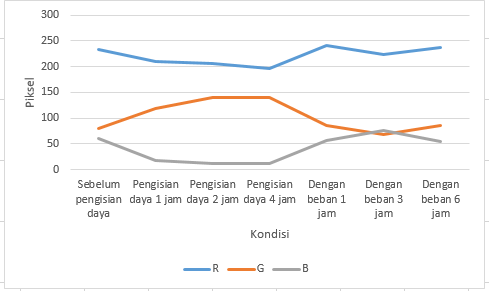 300
250
200
150
100
50
0
Piksel
Sebelum pengisian daya
Pengisian daya 1 jam
Pengisian daya 2 jam
Pengisian daya 4 jam
Dengan beban 1 jam
Dengan beban 3 jam
Dengan beban 6 jam
Kondisi
R G B